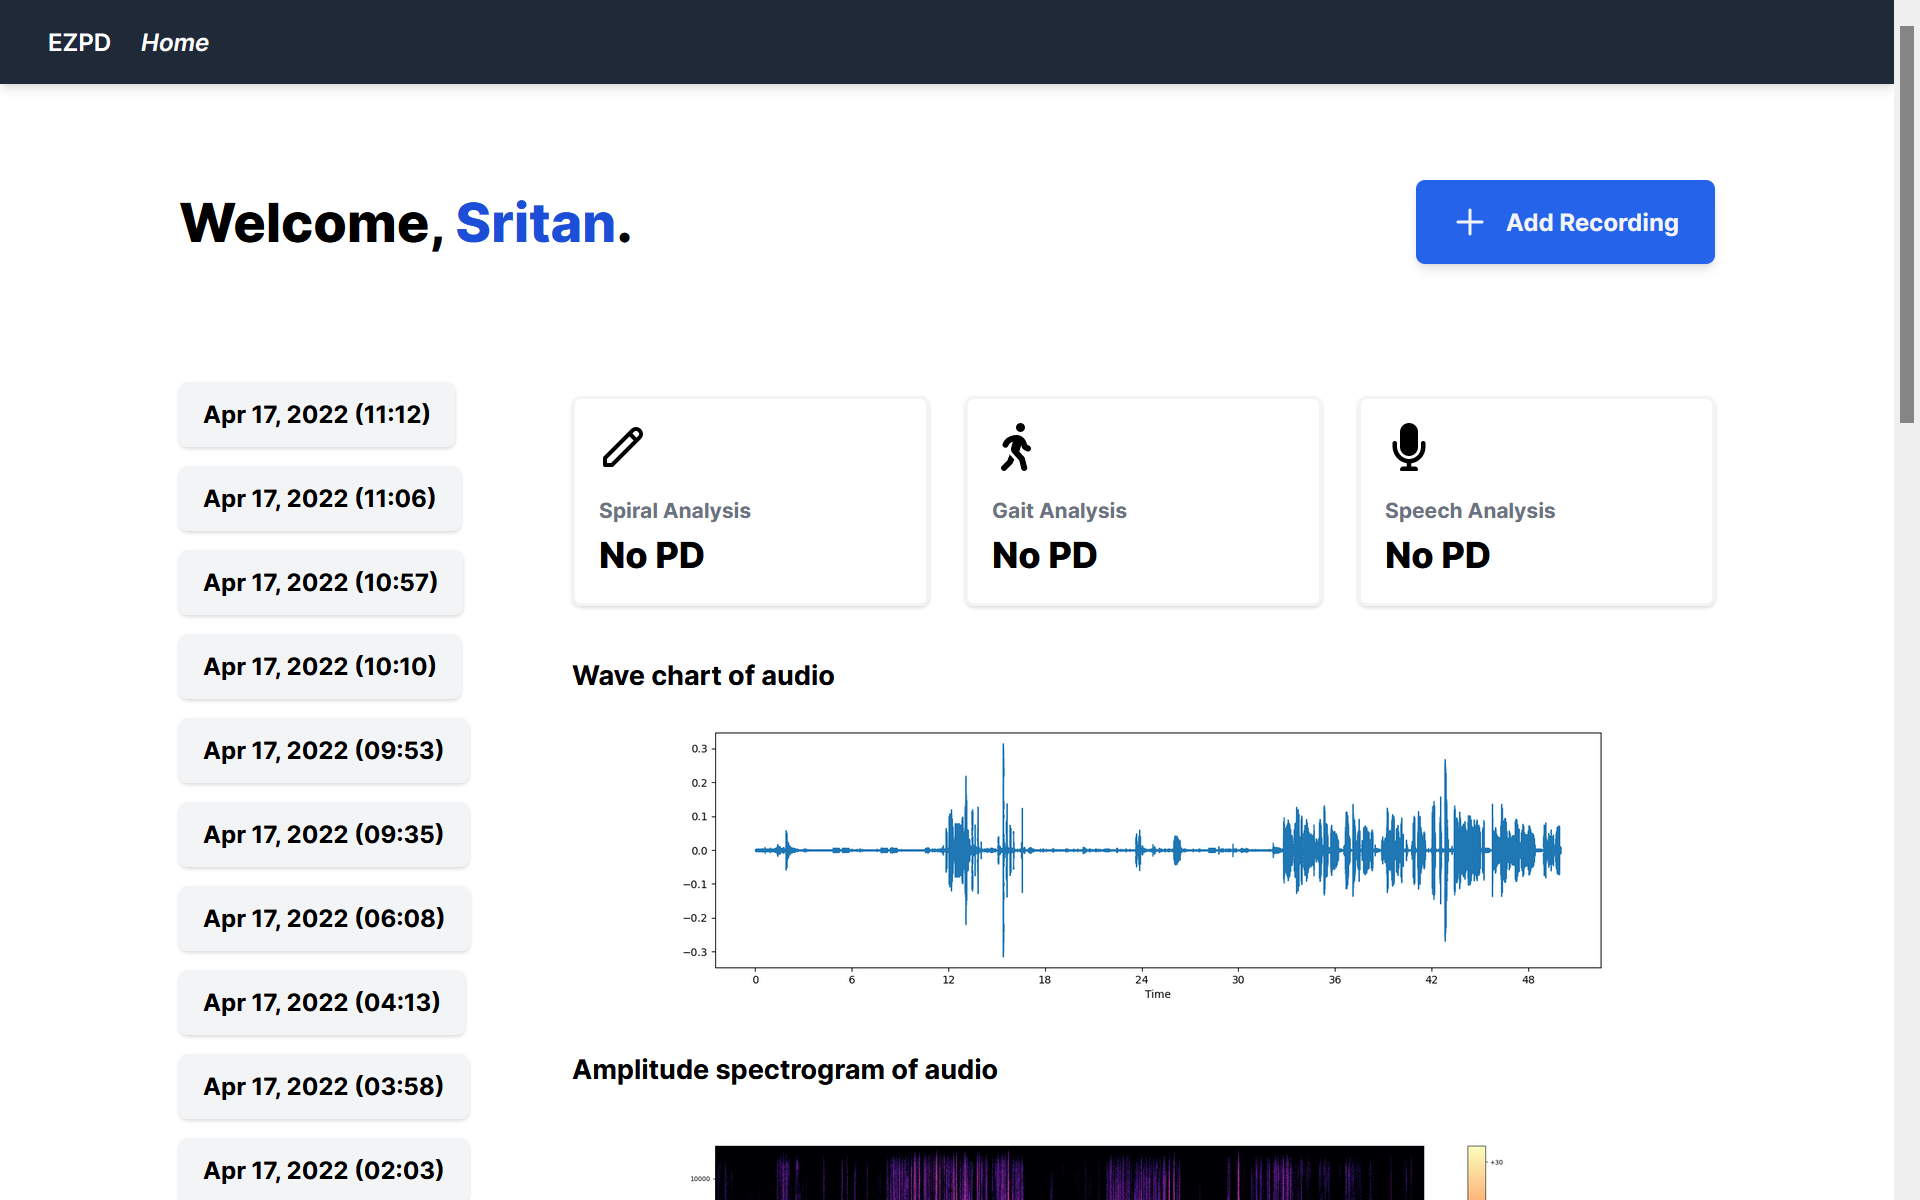 EZPD Home
Welcome, Sritan.
Add Recording
Apr 17, 2022 (11:12)
Apr 17, 2022 (11:06)
Apr 17, 2022 (10:57)
Apr 17, 2022 (10:10)
Apr 17, 2022 (09:53)
Apr 17, 2022 (09:35)
Apr 17, 2022 (06:08)
Apr 17, 2022 (04:13)
Apr 17, 2022 (03:58)
Apr 17, 2022 (02:03)
Spiral Analysis
No PD
Gait Analysis
No PD
Speech Analysis
No PD
Wave chart of audio
0.3
0.2
0.1
0.0
−0.1
−0.2
−0.3
0 6 12 18 24 30 36 42 48
Time
Amplitude spectrogram of audio
10000
+30